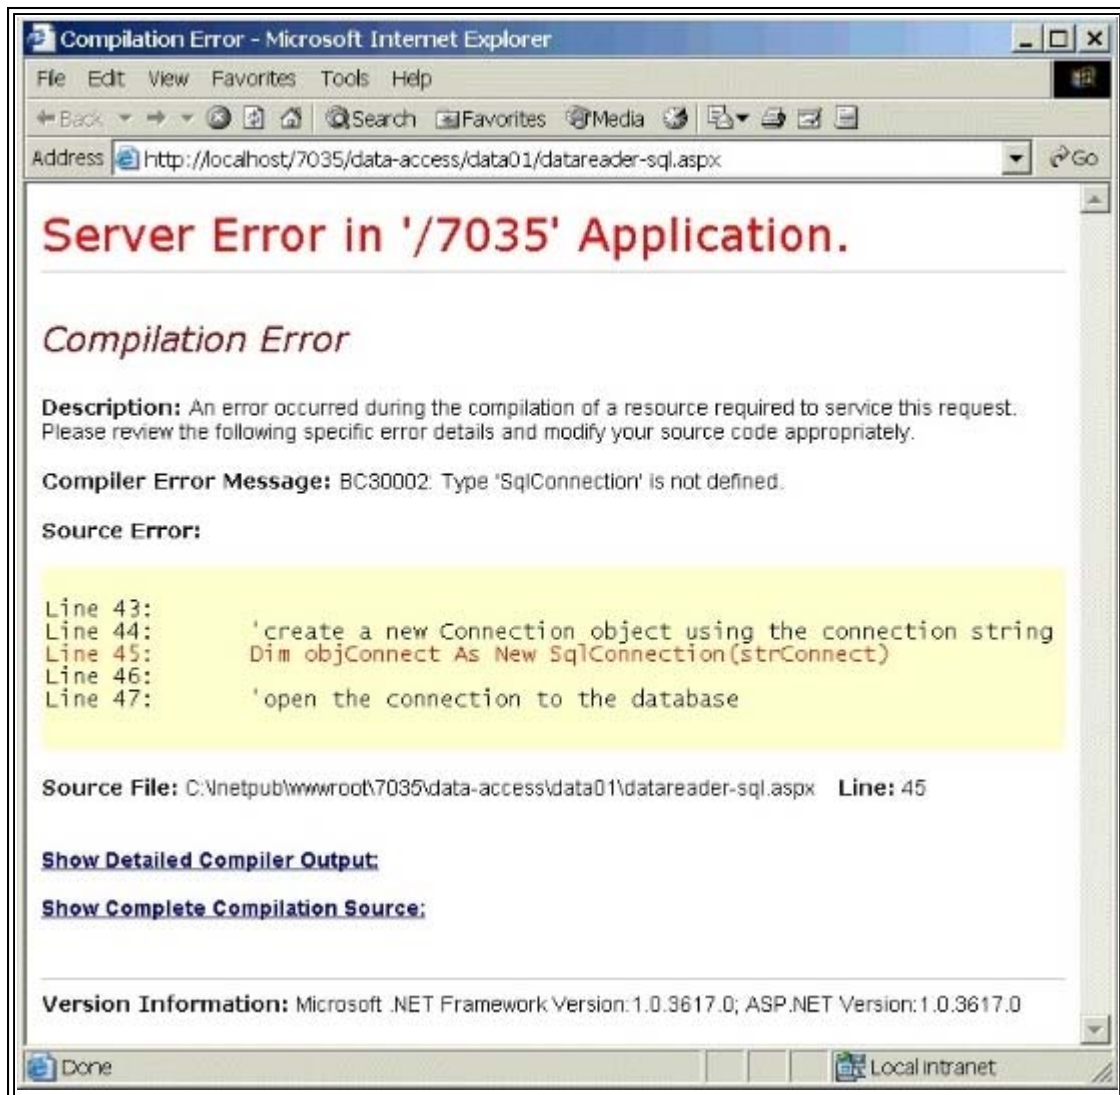 Compilation Error - Microsoft Internet Explorer
File Edit View Favorites Tools Help
Back Search Favorites Media
Address http://localhost/7035/data-access/data01/datareader-sql.aspx Go
Server Error in '/7035' Application.
Compilation Error
Description: An error occurred during the compilation of a resource required to service this request.
Please review the following specific error details and modify your source code appropriately.
Compiler Error Message: BC30002: Type 'SqlConnection' is not defined.
Source Error:
Line 43:
Line 44: 'create a new Connection object using the connection string
Line 45: Dim objConnect As New SqlConnection(strConnect)
Line 46:
Line 47: 'open the connection to the database
Source File: C:\Inetpub\wwwroot\7035\data-access\data01\datareader-sql.aspx Line: 45
Show Detailed Compiler Output:
Show Complete Compilation Source:
Version Information: Microsoft .NET Framework Version:1.0.3617.0; ASP.NET Version:1.0.3617.0
Done Local intranet